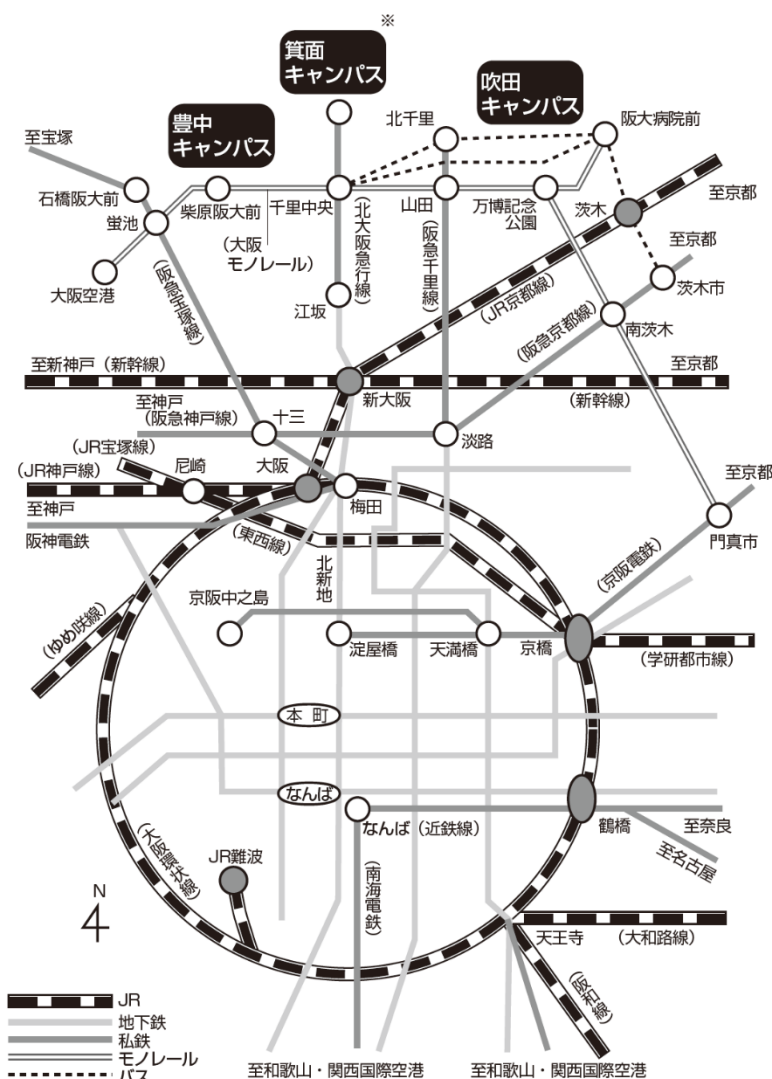 ※
箕面
キャンパス
吹田
キャンパス
豊中
キャンパス
北千里
阪大病院前
至宝塚
石橋阪大前
柴原阪大前
千里中央
山田
万博記念
公園
茨木
至京都
蛍池
(大阪
モノレール)
(北大阪急行線)
(阪急千里線)
至京都
大阪空港
(阪急宝塚線)
江坂
(JR京都線)
茨木市
(阪急京都線)
南茨木
至新神戸(新幹線)
至京都
新大阪
(新幹線)
至神戸
(阪急神戸線)
十三
淡路
(JR宝塚線)
尼崎
大阪
(JR神戸線)
至京都
至神戸
梅田
阪神電鉄
(東西線)
門真市
北新地
(京阪電鉄)
京阪中之島
(ゆめ咲線)
淀屋橋
天満橋
京橋
(学研都市線)
本町
なんば
なんば(近鉄線)
鶴橋
至奈良
(大阪環状線)
至名古屋
JR難波
(南海電鉄)
N
天王寺
(大和路線)
(阪和線)
JR
地下鉄
私鉄
モノレール
バス
至和歌山・関西国際空港
至和歌山・関西国際空港